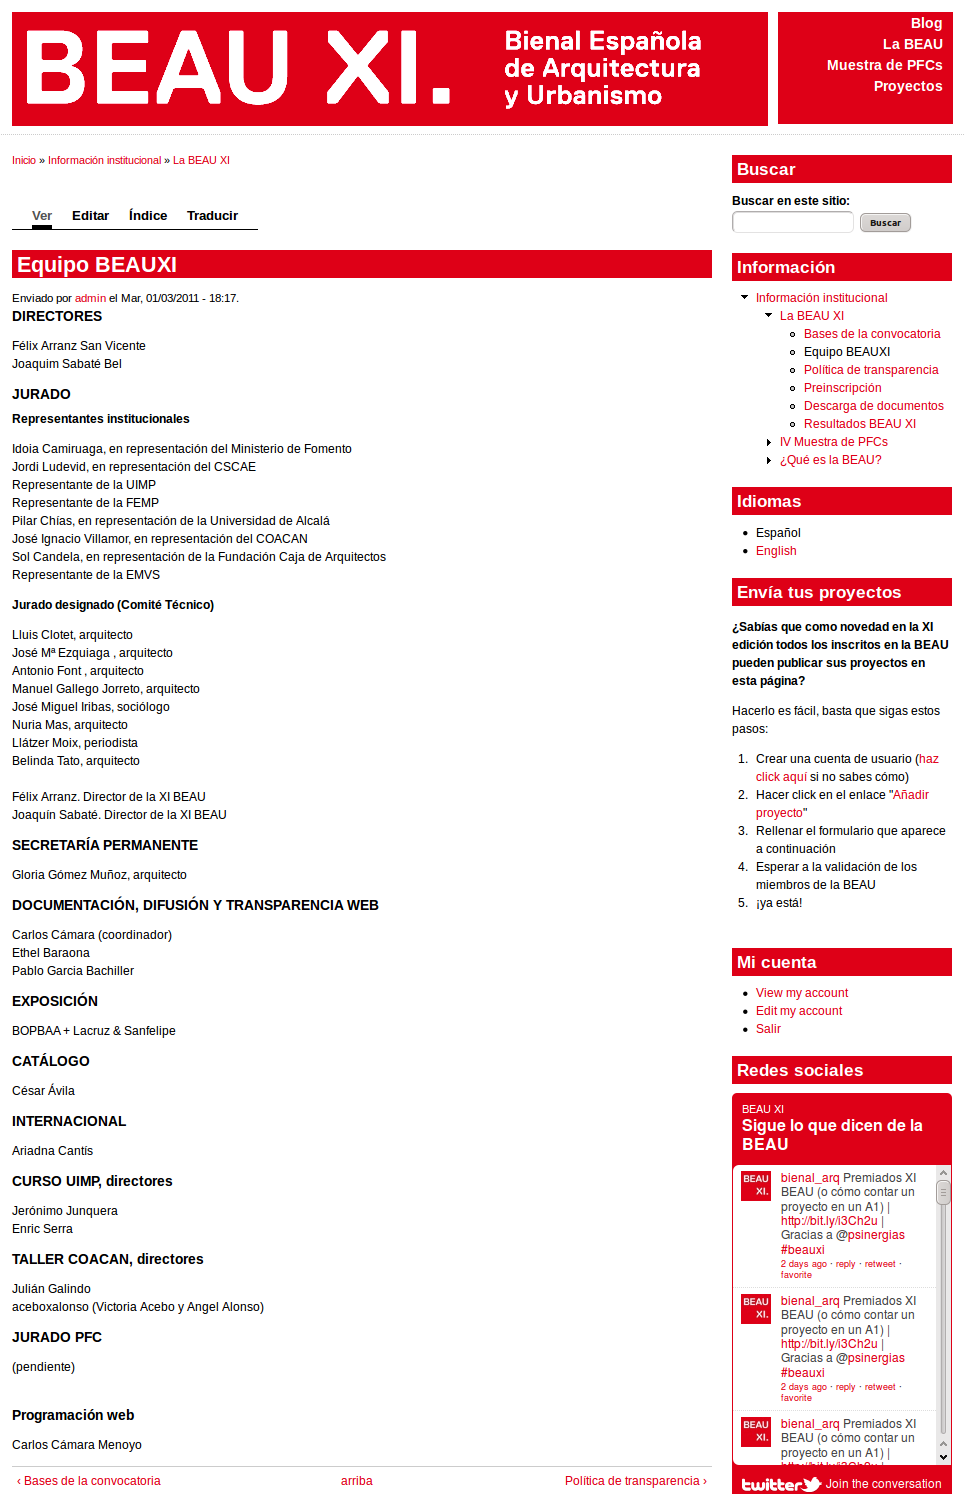 BEAU XI.
Bienal Española
de Arquitectura
y Urbanismo
Blog
La BEAU
Muestra de PFCs
Proyectos
Inicio » Información institucional » La BEAU XI
Ver Editar Índice Traducir
Equipo BEAUXI
Enviado por admin el Mar, 01/03/2011 - 18:17.
DIRECTORES
Félix Arranz San Vicente
Joaquim Sabaté Bel
JURADO
Representantes institucionales
Idoia Camiruaga, en representación del Ministerio de Fomento
Jordi Ludevid, en representación del CSCAE
Representante de la UIMP
Representante de la FEMP
Pilar Chías, en representación de la Universidad de Alcalá
José Ignacio Villamor, en representación del COACAN
Sol Candela, en representación de la Fundación Caja de Arquitectos
Representante de la EMVS
Jurado designado (Comité Técnico)
Lluis Clotet, arquitecto
José Mª Ezquiaga , arquitecto
Antonio Font , arquitecto
Manuel Gallego Jorreto, arquitecto
José Miguel Iribas, sociólogo
Nuria Mas, arquitecto
Llátzer Moix, periodista
Belinda Tato, arquitecto
Félix Arranz. Director de la XI BEAU
Joaquín Sabaté. Director de la XI BEAU
SECRETARÍA PERMANENTE
Gloria Gómez Muñoz, arquitecto
DOCUMENTACIÓN, DIFUSIÓN Y TRANSPARENCIA WEB
Carlos Cámara (coordinador)
Ethel Baraona
Pablo Garcia Bachiller
EXPOSICIÓN
BOPBAA + Lacruz & Sanfelipe
CATÁLOGO
César Ávila
INTERNACIONAL
Ariadna Cantís
CURSO UIMP, directores
Jerónimo Junquera
Enric Serra
TALLER COACAN, directores
Julián Galindo
aceboxalonso (Victoria Acebo y Angel Alonso)
JURADO PFC
(pendiente)
Programación web
Carlos Cámara Menoyo
‹ Bases de la convocatoria arriba Política de transparencia ›
Buscar
Buscar en este sitio:
Buscar
Información
Información institucional
La BEAU XI
Bases de la convocatoria
Equipo BEAUXI
Política de transparencia
Preinscripción
Descarga de documentos
Resultados BEAU XI
IV Muestra de PFCs
¿Qué es la BEAU?
Idiomas
Español
English
Envía tus proyectos
¿Sabías que como novedad en la XI
edición todos los inscritos en la BEAU
pueden publicar sus proyectos en
esta página?
Hacerlo es fácil, basta que sigas estos
pasos:
1. Crear una cuenta de usuario (haz
click aquí si no sabes cómo)
2. Hacer click en el enlace "Añadir
proyecto"
3. Rellenar el formulario que aparece
a continuación
4. Esperar a la validación de los
miembros de la BEAU
5. ¡ya está!
Mi cuenta
View my account
Edit my account
Salir
Redes sociales
BEAU XI
Sigue lo que dicen de la
BEAU
BEAU
XI.
bienal_arq Premiados XI
BEAU (o cómo contar un
proyecto en un A1) |
http://bit.ly/i3Ch2u |
Gracias a @psinergias
#beauxi
2 days ago · reply · retweet ·
favorite
BEAU
XI.
bienal_arq Premiados XI
BEAU (o cómo contar un
proyecto en un A1) |
http://bit.ly/i3Ch2u |
Gracias a @psinergias
#beauxi
2 days ago · reply · retweet ·
favorite
BEAU
XI.
bienal_arq Premiados XI
BEAU (o cómo contar un
proyecto en un A1) |
http://bit.ly/i3Ch2u |
twitter Join the conversation